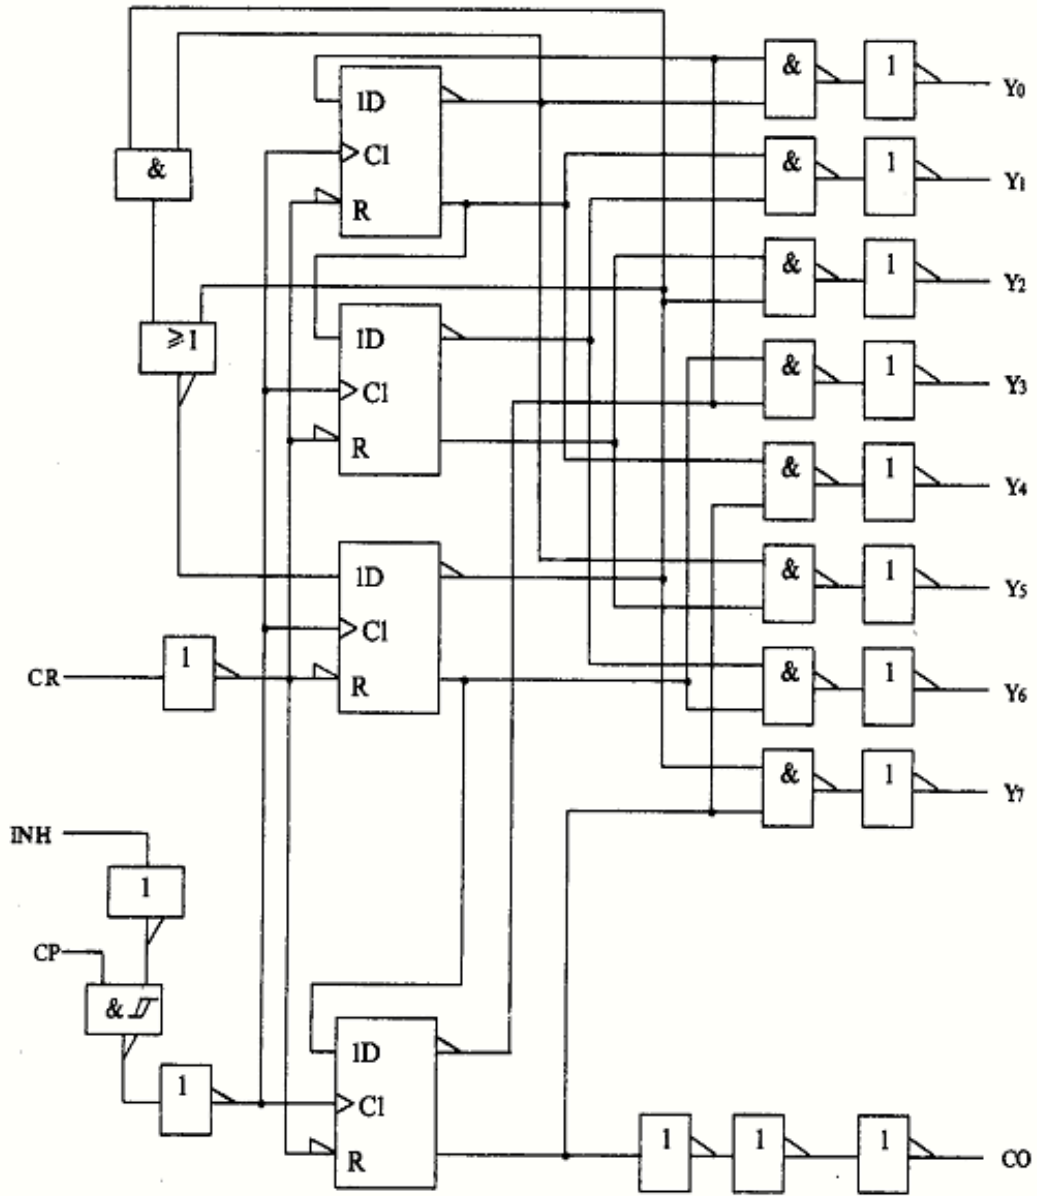 & 1 Y0
1D
C1
R
& 1 Y1
&
& 1 Y2
≥1
1D
C1
R
& 1 Y3
& 1 Y4
1D
C1
R
& 1 Y5
CR 1
& 1 Y6
& 1 Y7
INH
1
CP
&
1D
C1
R
1
1 1 1 CO